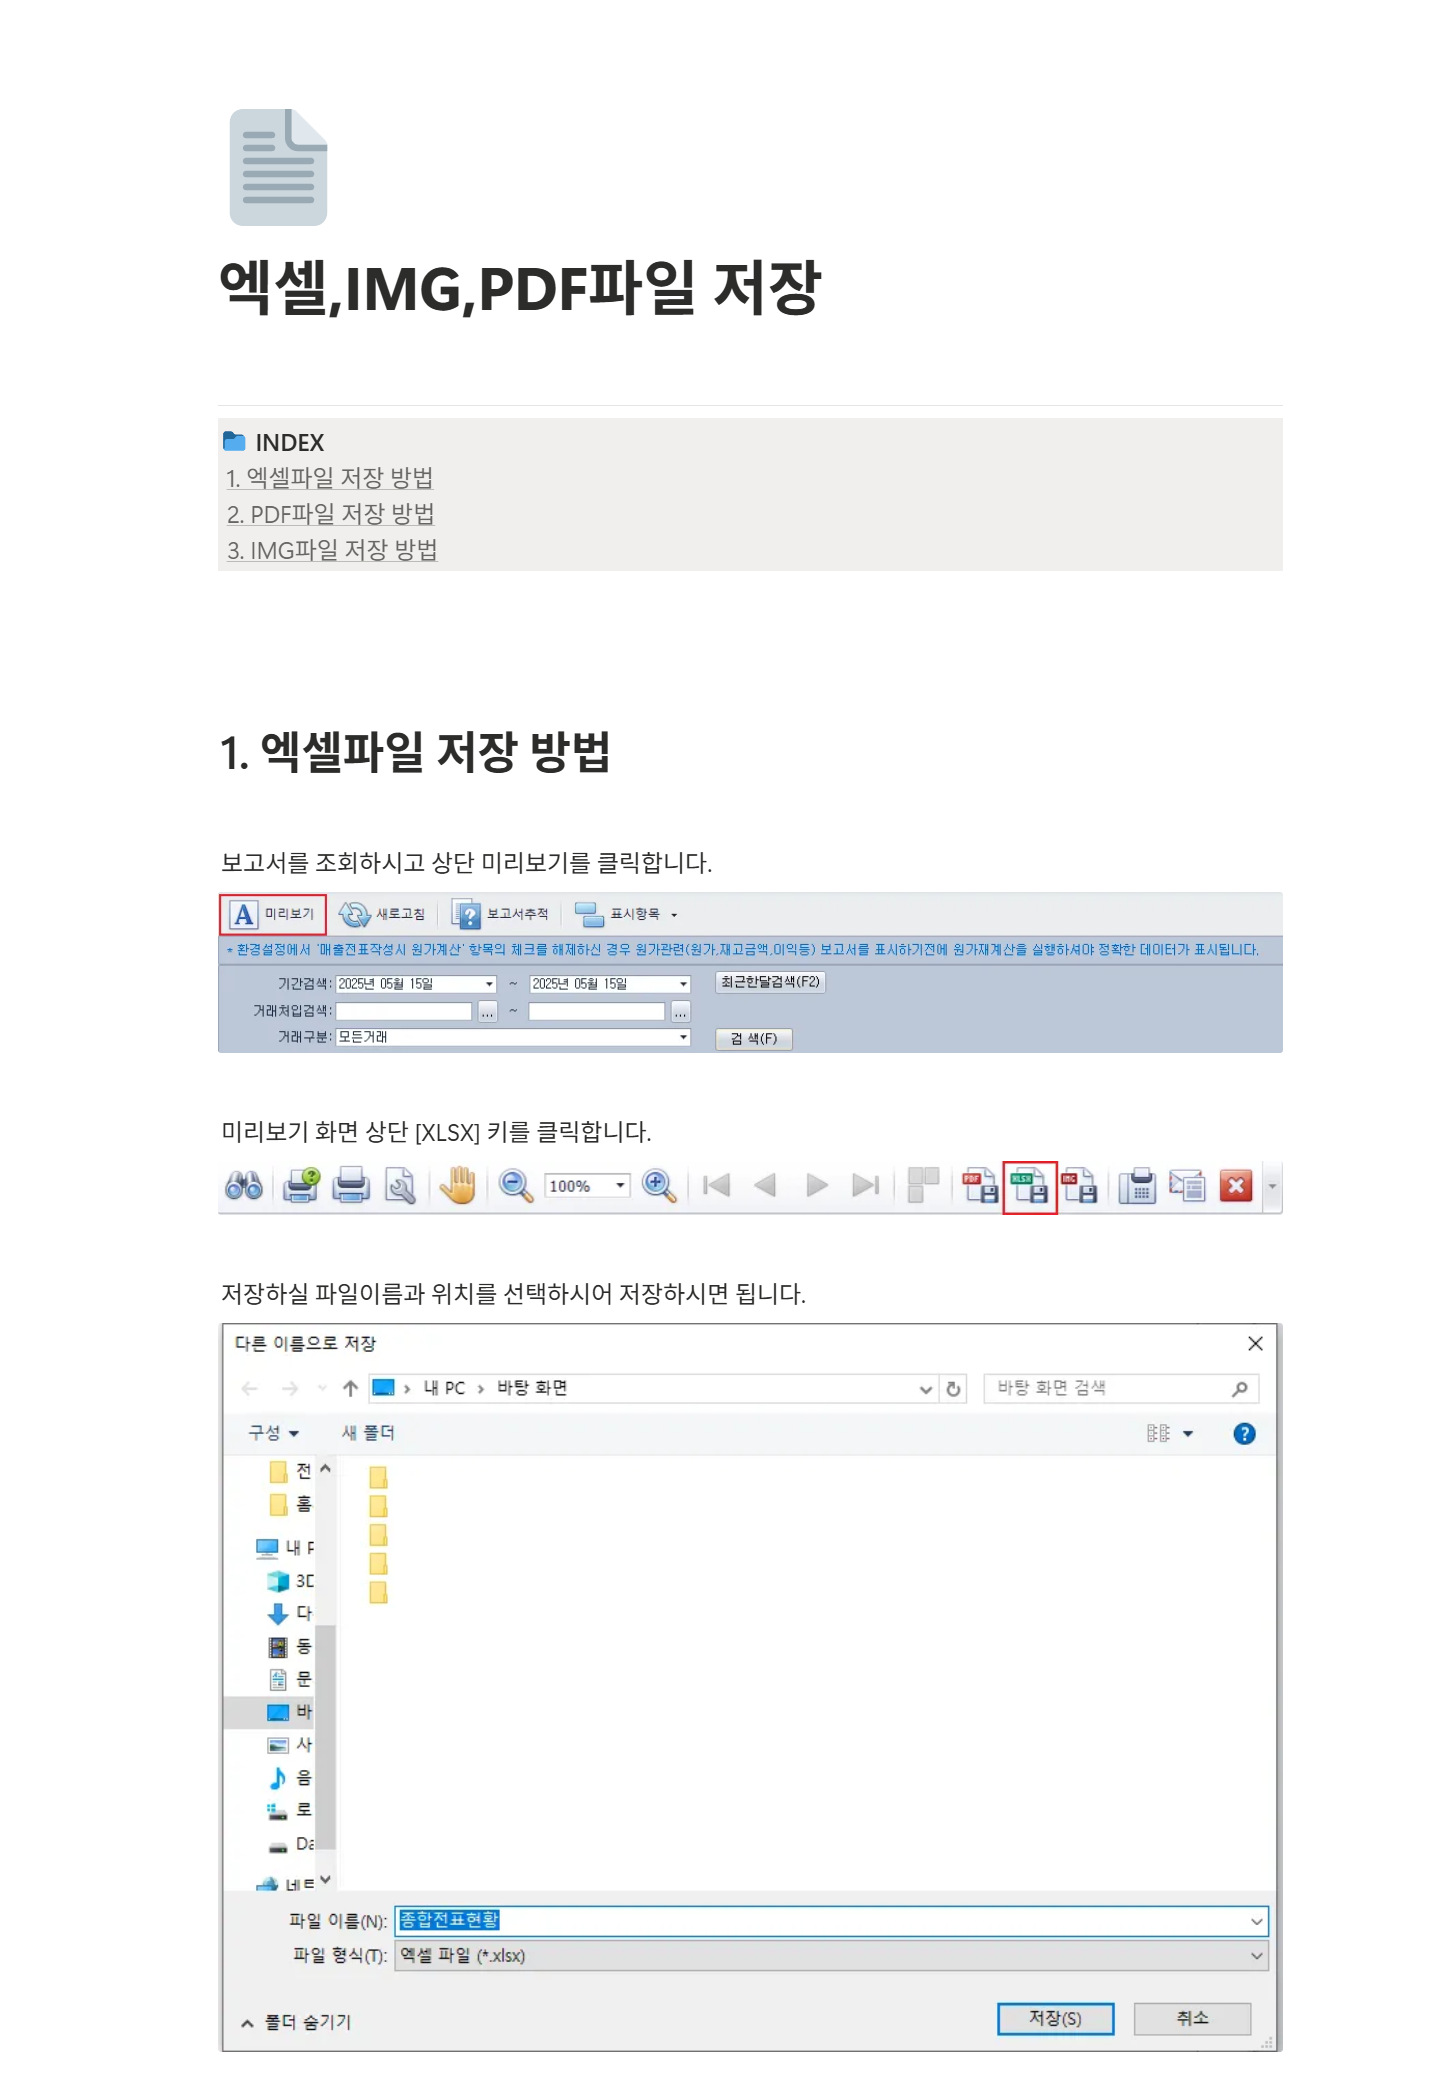 엑셀,IMG,PDF파일 저장
INDEX
1. 엑셀파일 저장 방법
2. PDF파일 저장 방법
3. IMG파일 저장 방법
1. 엑셀파일 저장 방법
보고서를 조회하시고 상단 미리보기를 클릭합니다.
A 미리보기 새로고침 보고서추적 표시항목
* 환경설정에서 '매출전표작성시 원가계산' 항목의 체크를 해제하신 경우 원가관련(원가,재고금액,이익등) 보고서를 표시하기전에 원가재계산을 실행하셔야 정확한 데이터가 표시됩니다.
기간검색: 2025년 05월 15일 ~ 2025년 05월 15일 최근한달검색(F2)
거래처입검색: ... ~ ...
거래구분: 모든거래 검 색(F)
미리보기 화면 상단 [XLSX] 키를 클릭합니다.
100% PDF XLSX IMG
저장하실 파일이름과 위치를 선택하시어 저장하시면 됩니다.
다른 이름으로 저장
내 PC > 바탕 화면 바탕 화면 검색
구성 새 폴더
전
홈
내 P
3D
다
동
문
바
사
음
로
Da
네트
파일 이름(N): 종합전표현황
파일 형식(T): 엑셀 파일 (*.xlsx)
폴더 숨기기 저장(S) 취소